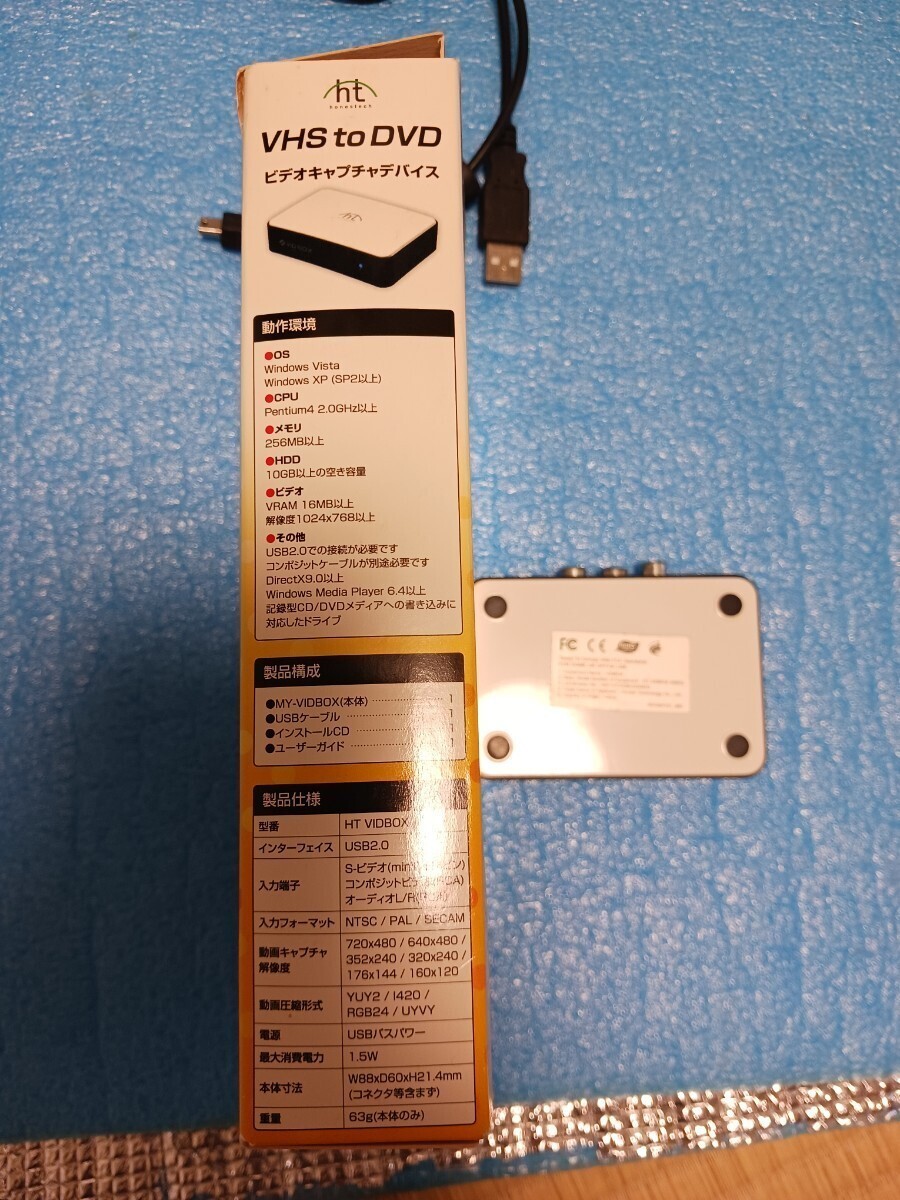 ht
honestech
VHS to DVD
ビデオキャプチャデバイス
ht
動作環境
●OS
Windows Vista
Windows XP (SP2以上)
●CPU
Pentium4 2.0GHz以上
●メモリ
256MB以上
●HDD
10GB以上の空き容量
●ビデオ
VRAM 16MB以上
解像度1024x768以上
●その他
USB2.0での接続が必要です
コンポジットケーブルが別途必要です
DirectX9.0以上
Windows Media Player 6.4以上
記録型CD/DVDメディアへの書き込みに
対応したドライブ
製品構成
●MY-VIDBOX(本体) 1
●USBケーブル 1
●インストールCD 1
●ユーザーガイド 1
製品仕様
型番 HT VIDBOX
インターフェイス USB2.0
入力端子 S-ビデオ
コンポジット
オーディオL/R
入力フォーマット NTSC / PAL / SECAM
動画キャプチャ
解像度
720x480 / 640x480 /
352x240 / 320x240 /
176x144 / 160x120
動画圧縮形式 YUY2 / I420 /
RGB24 / UYVY
電源 USBバスパワー
最大消費電力 1.5W
本体寸法 W88xD60xH21.4mm
(コネクタ等含まず)
重量 63g(本体のみ)
FC CE